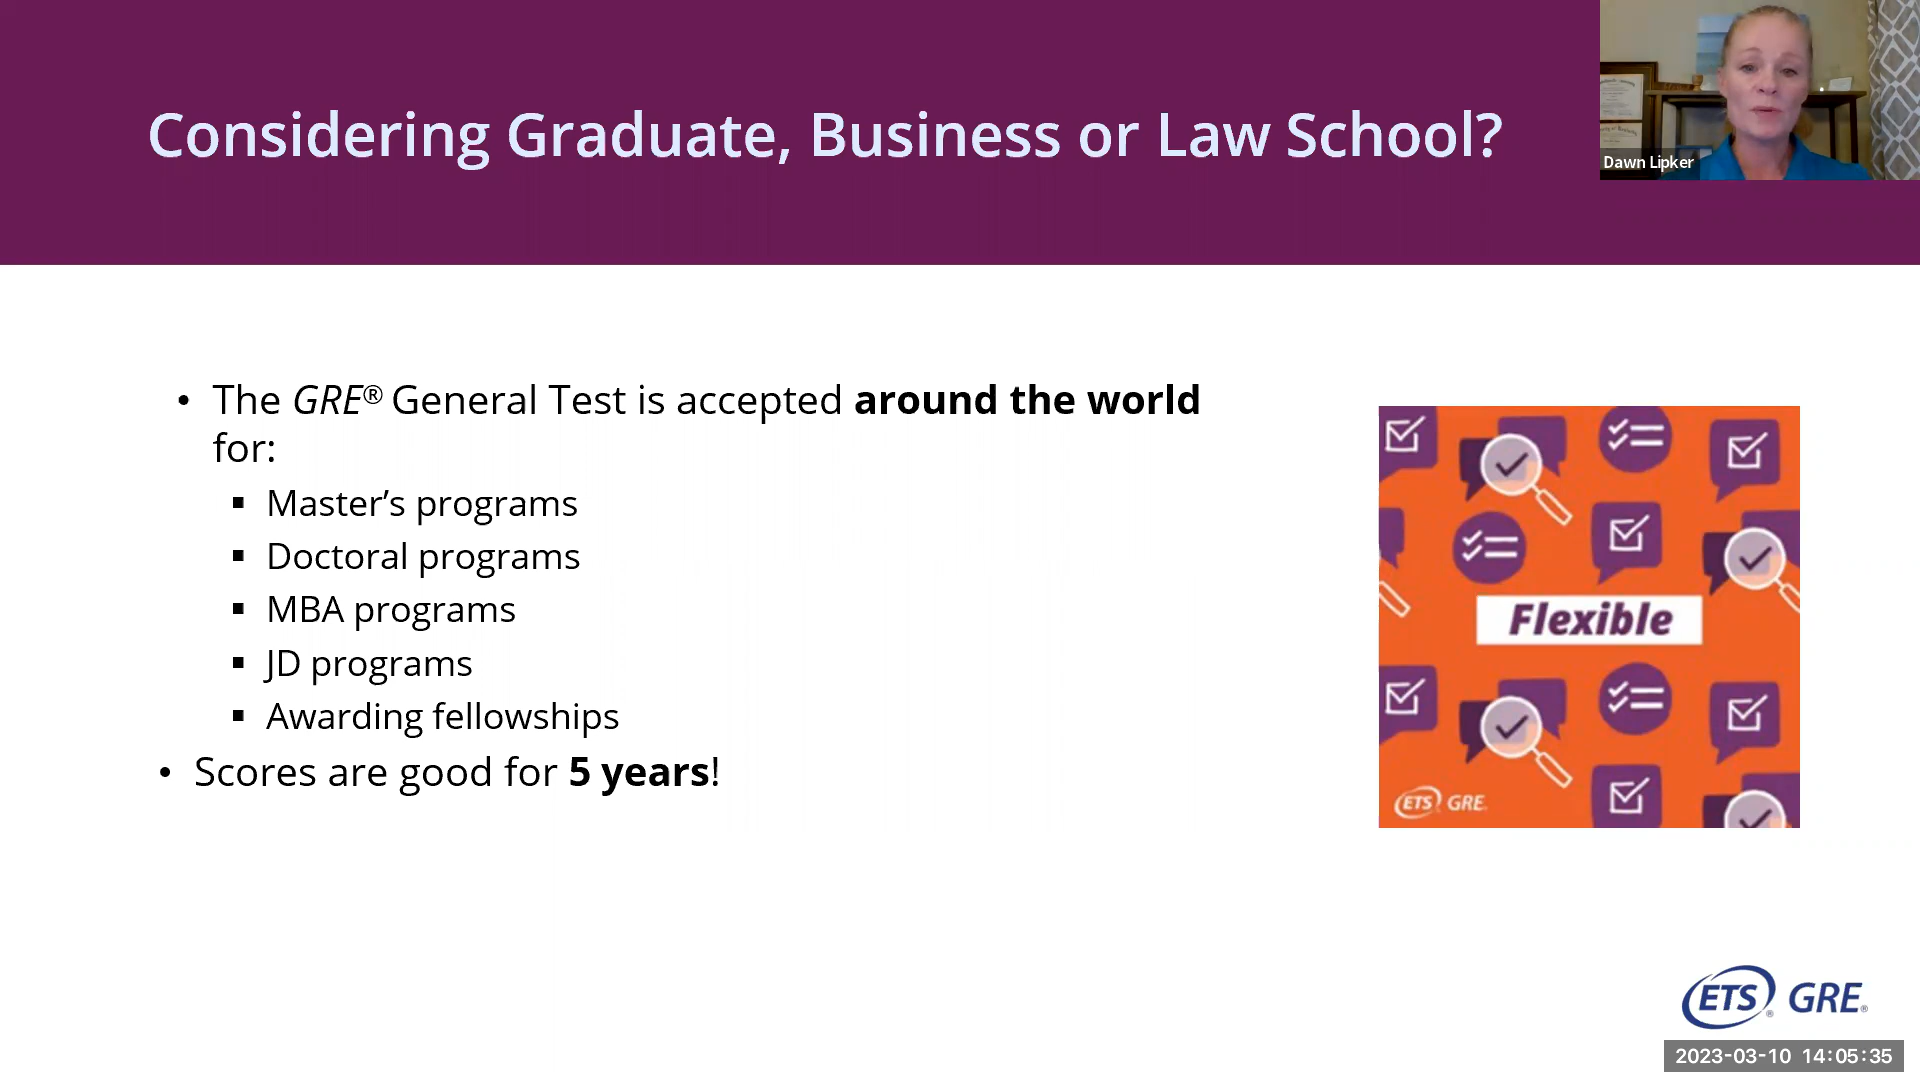 Considering Graduate, Business or Law School?
Dawn Lipker
• The GRE® General Test is accepted around the world
for:
▪ Master’s programs
▪ Doctoral programs
▪ MBA programs
▪ JD programs
▪ Awarding fellowships
• Scores are good for 5 years!
Flexible
ETS GRE
ETS® GRE®
2023-03-10 14:05:35